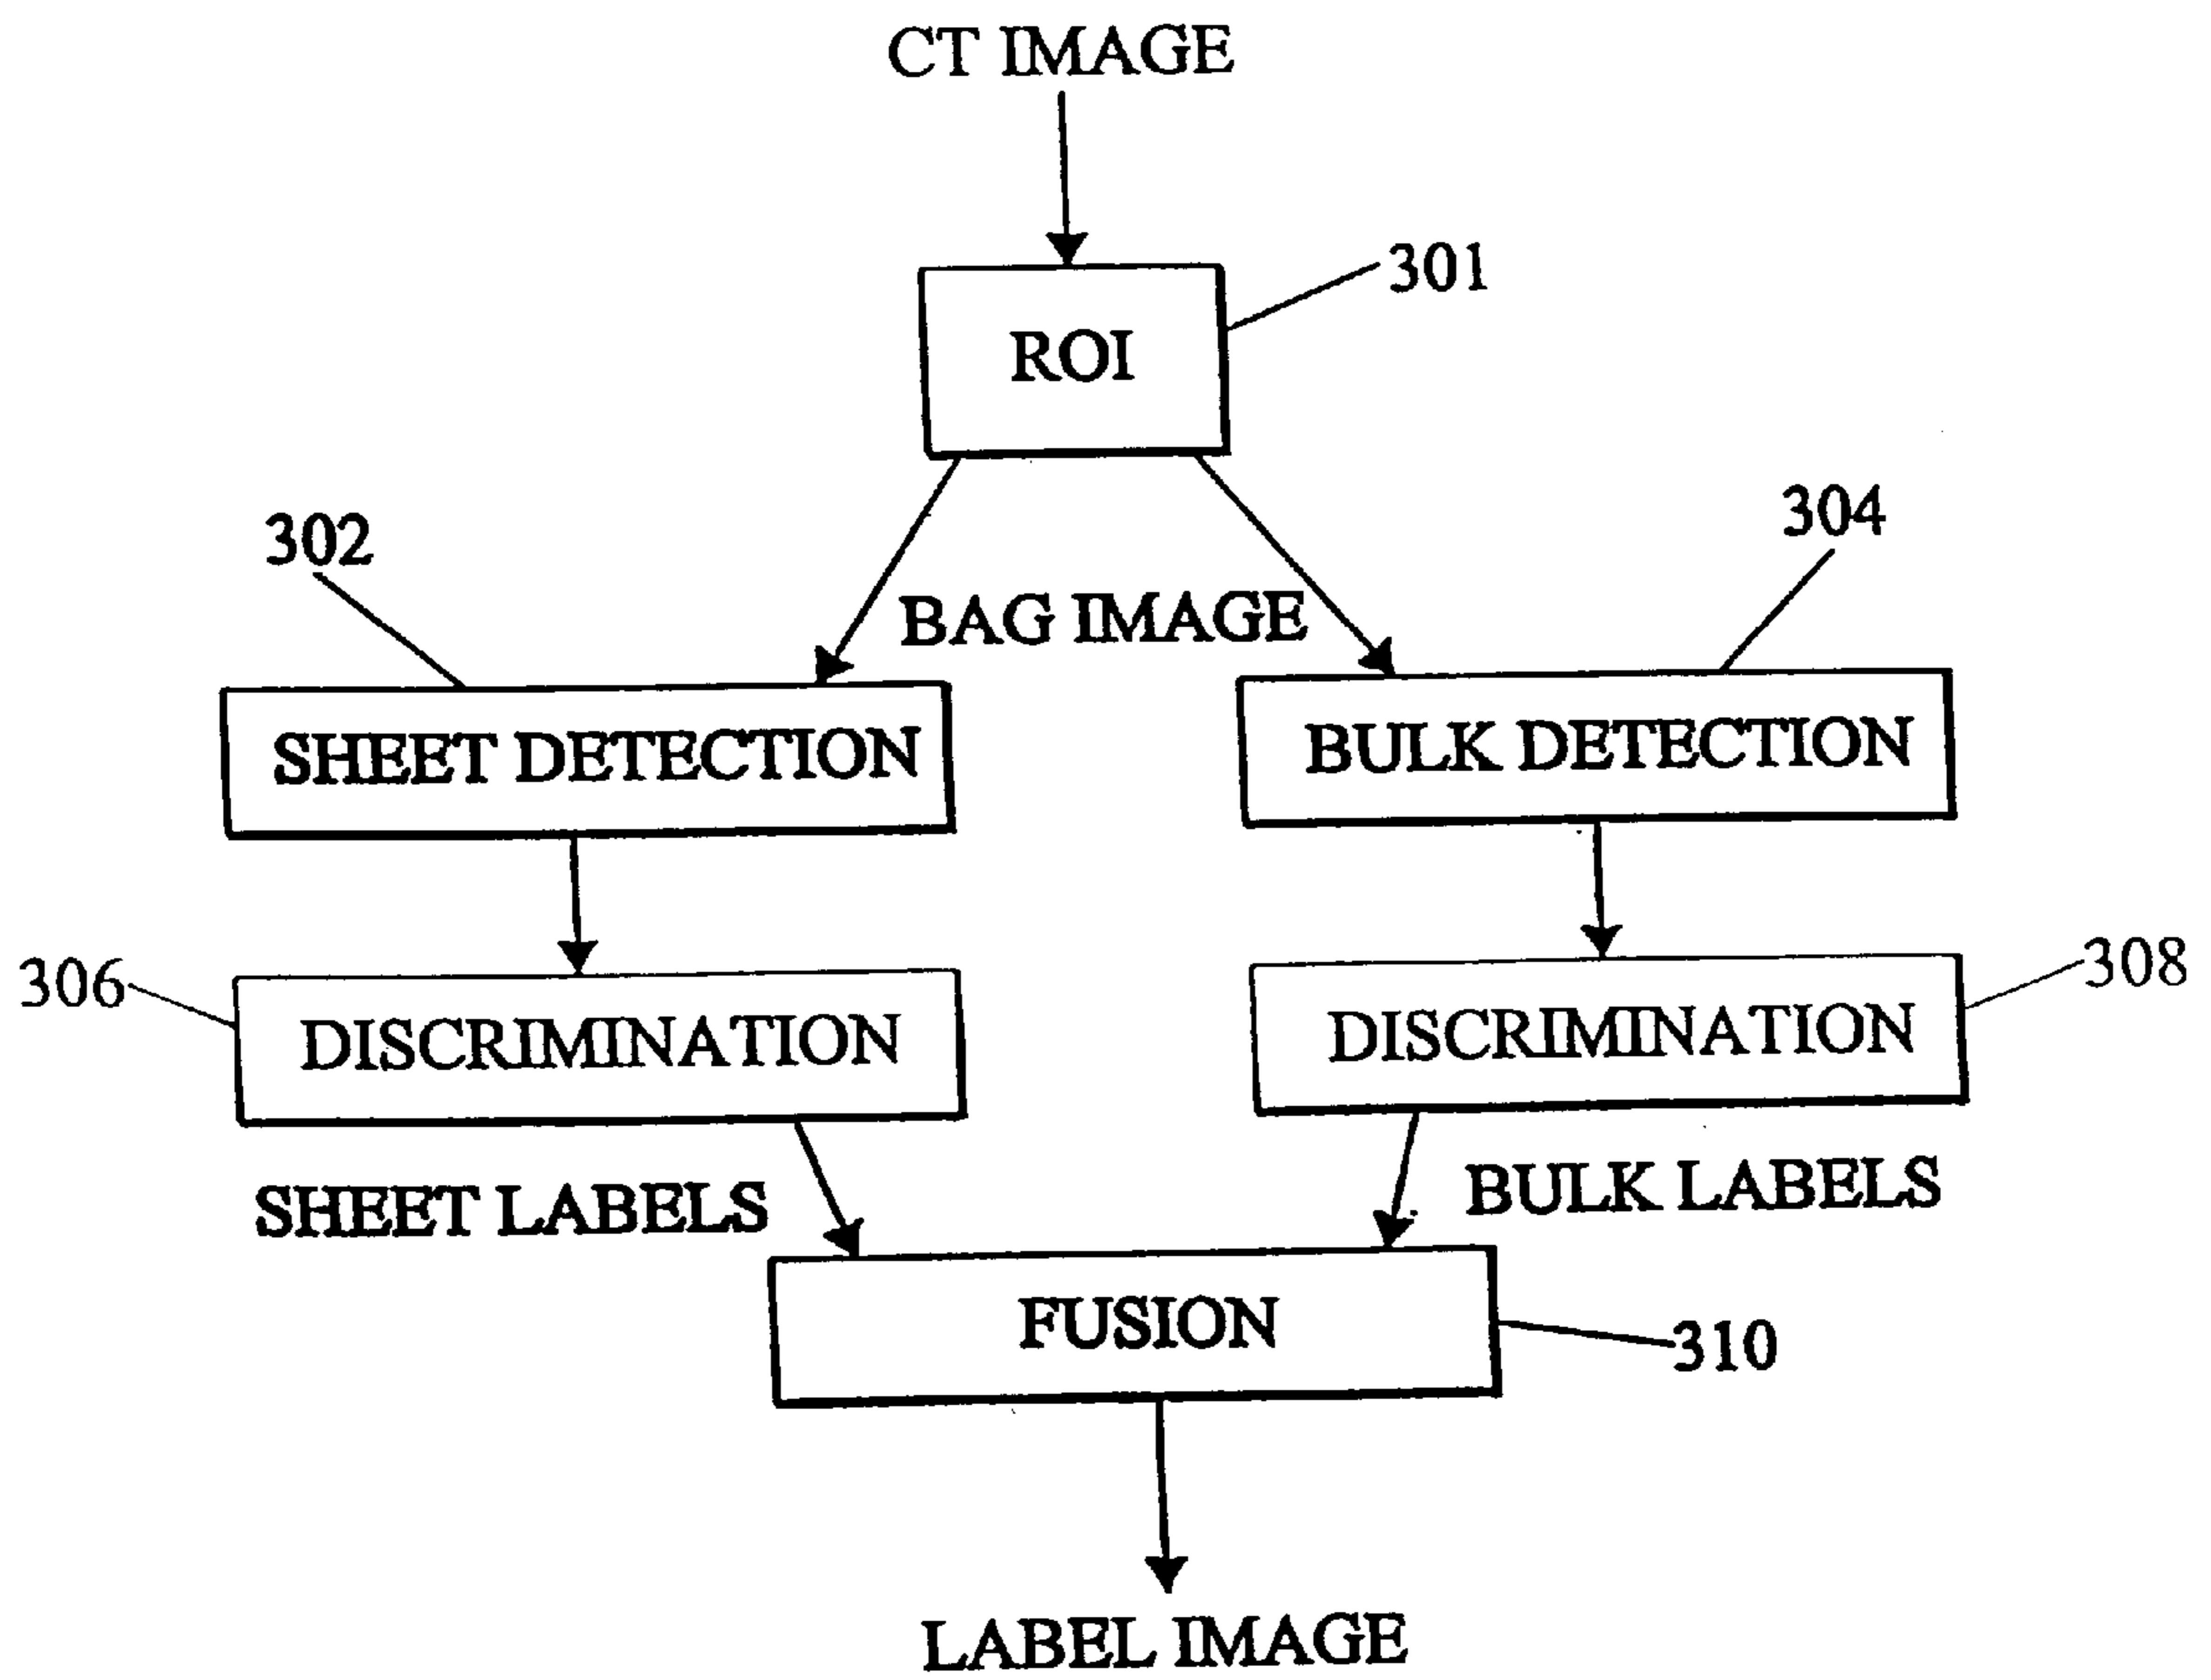 CT IMAGE
301
ROI
304
302
BAG IMAGE
SHEET DETECTION
BULK DETECTION
306
308
DISCRIMINATION
DISCRIMINATION
SHEET LABELS
BULK LABELS
FUSION
310
LABEL IMAGE